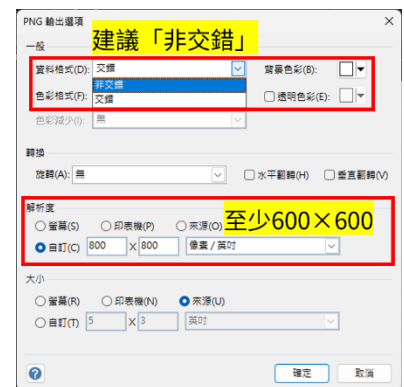 PNG 輸出選項
一般
建議「非交錯」
資料格式(D): 交錯
背景色彩(B):
非交錯
交錯
色彩格式(F):
透明色彩(E):
色彩減少(I): 無
轉換
旋轉(A): 無
水平翻轉(H)
垂直翻轉(V)
解析度
至少600×600
螢幕(S) 印表機(P) 來源(O)
自訂(C) 800 × 800 像素 / 英吋
大小
螢幕(R) 印表機(N) 來源(U)
自訂(T) 5 × 3 英吋
? 確定 取消